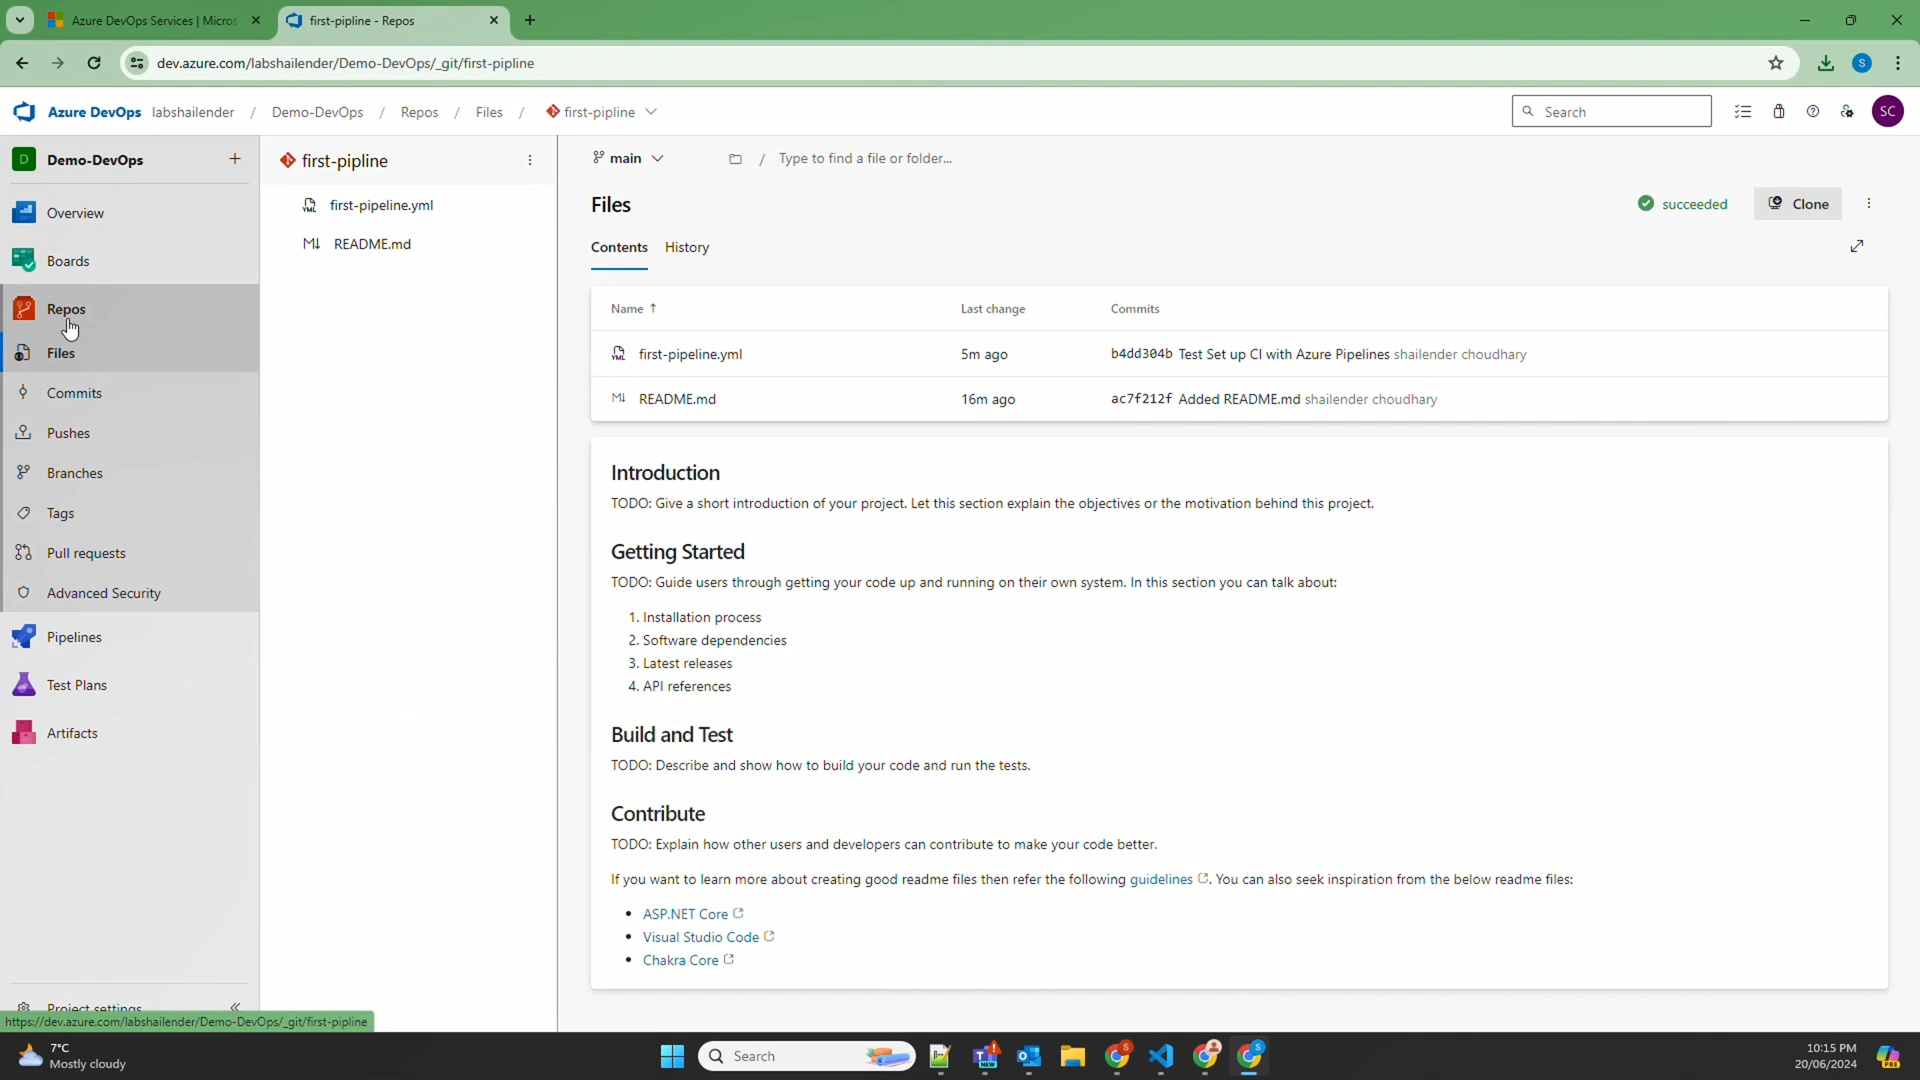 Azure DevOps Services | Micros
first-pipline - Repos
dev.azure.com/labshailender/Demo-DevOps/_git/first-pipline
S
Azure DevOps labshailender / Demo-DevOps / Repos / Files / first-pipline
Search
SC
D Demo-DevOps
Overview
Boards
Repos
Files
Commits
Pushes
Branches
Tags
Pull requests
Advanced Security
Pipelines
Test Plans
Artifacts
Project settings
https://dev.azure.com/labshailender/Demo-DevOps/_git/first-pipline
first-pipline
YML first-pipeline.yml
M↓ README.md
main
/ Type to find a file or folder...
Files
succeeded
Clone
Contents History
Name ↑ Last change Commits
YML first-pipeline.yml 5m ago b4dd304b Test Set up CI with Azure Pipelines shailender choudhary
M↓ README.md 16m ago ac7f212f Added README.md shailender choudhary
Introduction
TODO: Give a short introduction of your project. Let this section explain the objectives or the motivation behind this project.
Getting Started
TODO: Guide users through getting your code up and running on their own system. In this section you can talk about:
1. Installation process
2. Software dependencies
3. Latest releases
4. API references
Build and Test
TODO: Describe and show how to build your code and run the tests.
Contribute
TODO: Explain how other users and developers can contribute to make your code better.
If you want to learn more about creating good readme files then refer the following guidelines. You can also seek inspiration from the below readme files:
• ASP.NET Core
• Visual Studio Code
• Chakra Core
7°C
Mostly cloudy
Search
NEW
S
S
S
10:15 PM
20/06/2024
PRE